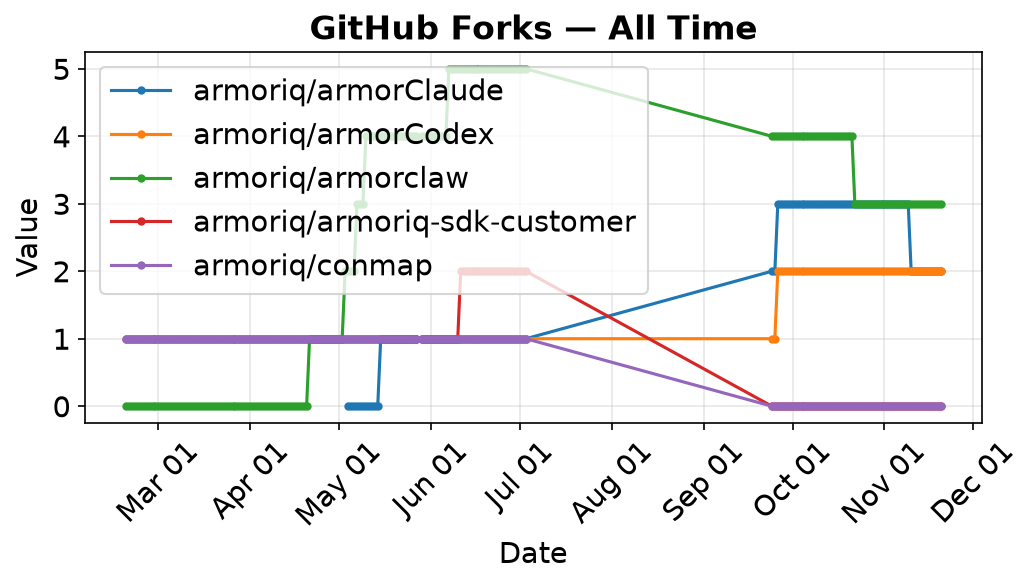 GitHub Forks — All Time
armoriq/armorClaude
armoriq/armorCodex
armoriq/armorclaw
armoriq/armoriq-sdk-customer
armoriq/conmap
Value
5
4
3
2
1
0
Mar 01
Apr 01
May 01
Jun 01
Jul 01
Aug 01
Sep 01
Oct 01
Nov 01
Dec 01
Date